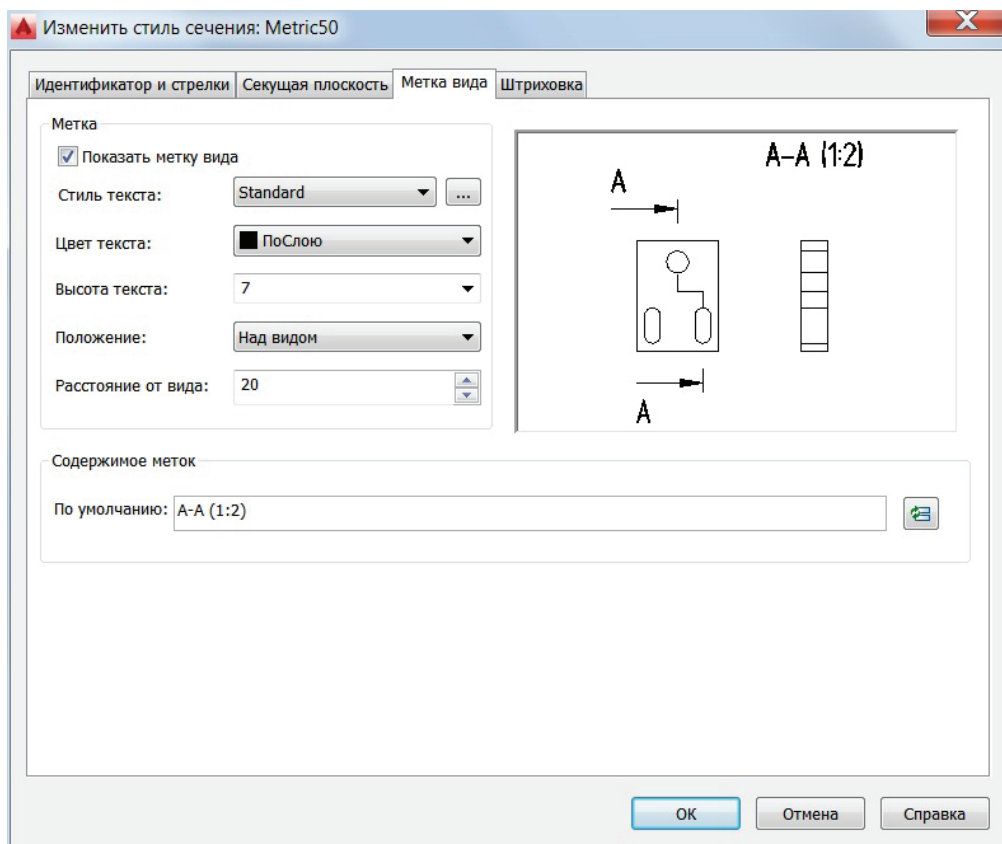 Изменить стиль сечения: Metric50
Идентификатор и стрелки
Секущая плоскость
Метка вида
Штриховка
Метка
Показать метку вида
Стиль текста:
Standard
...
Цвет текста:
ПоСлою
Высота текста:
7
Положение:
Над видом
Расстояние от вида:
20
A-A (1:2)
A
A
Содержимое меток
По умолчанию:
A-A (1:2)
ОК
Отмена
Справка